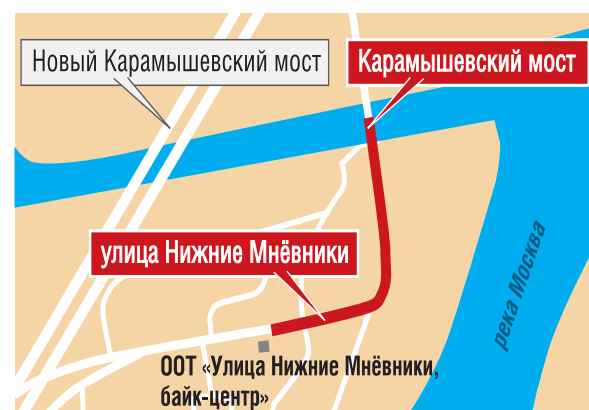 Новый Карамышевский мост
Карамышевский мост
улица Нижние Мнёвники
река Москва
ООТ «Улица Нижние Мнёвники,
байк-центр»